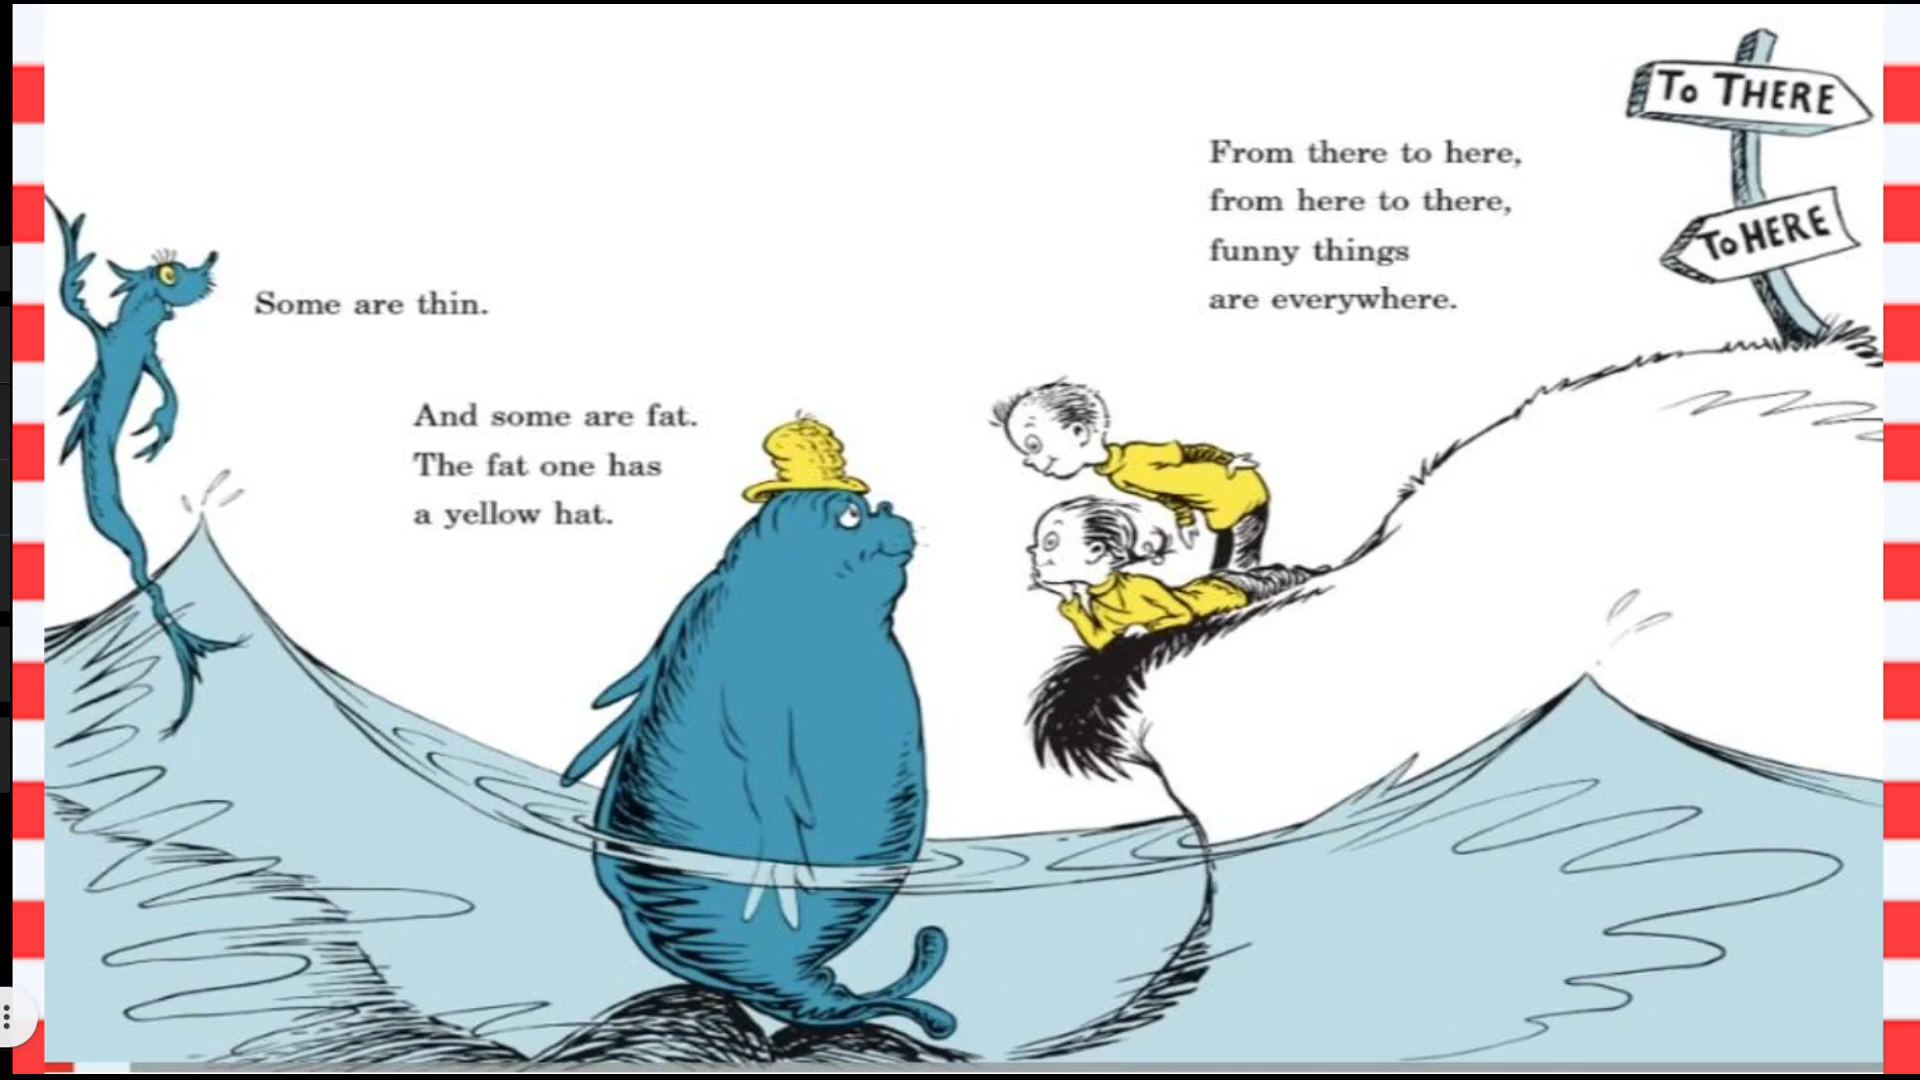 Some are thin.
And some are fat.
The fat one has
a yellow hat.
From there to here,
from here to there,
funny things
are everywhere.
TO THERE
TO HERE